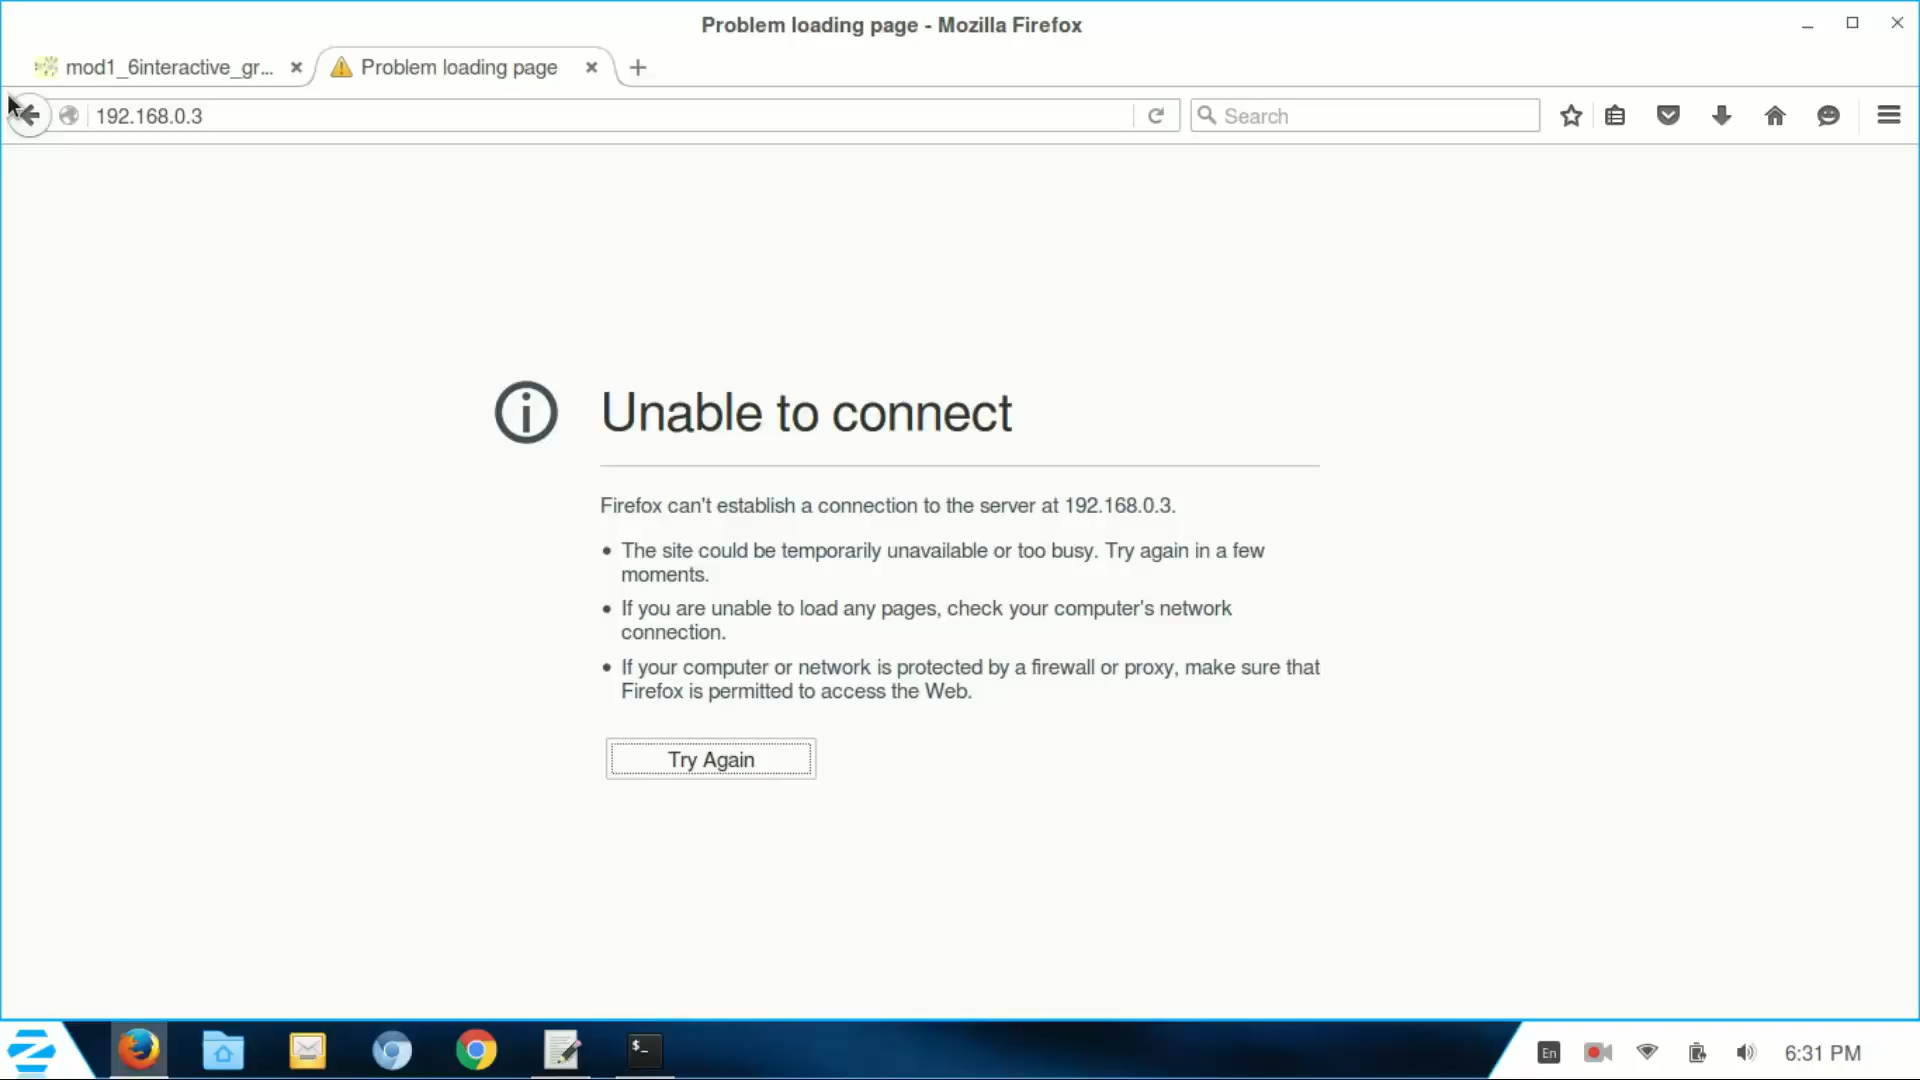 Problem loading page - Mozilla Firefox
mod1_6interactive_gr...
Problem loading page
192.168.0.3
Search
Unable to connect
Firefox can't establish a connection to the server at 192.168.0.3.
The site could be temporarily unavailable or too busy. Try again in a few
moments.
If you are unable to load any pages, check your computer's network
connection.
If your computer or network is protected by a firewall or proxy, make sure that
Firefox is permitted to access the Web.
Try Again
$_
En
6:31 PM